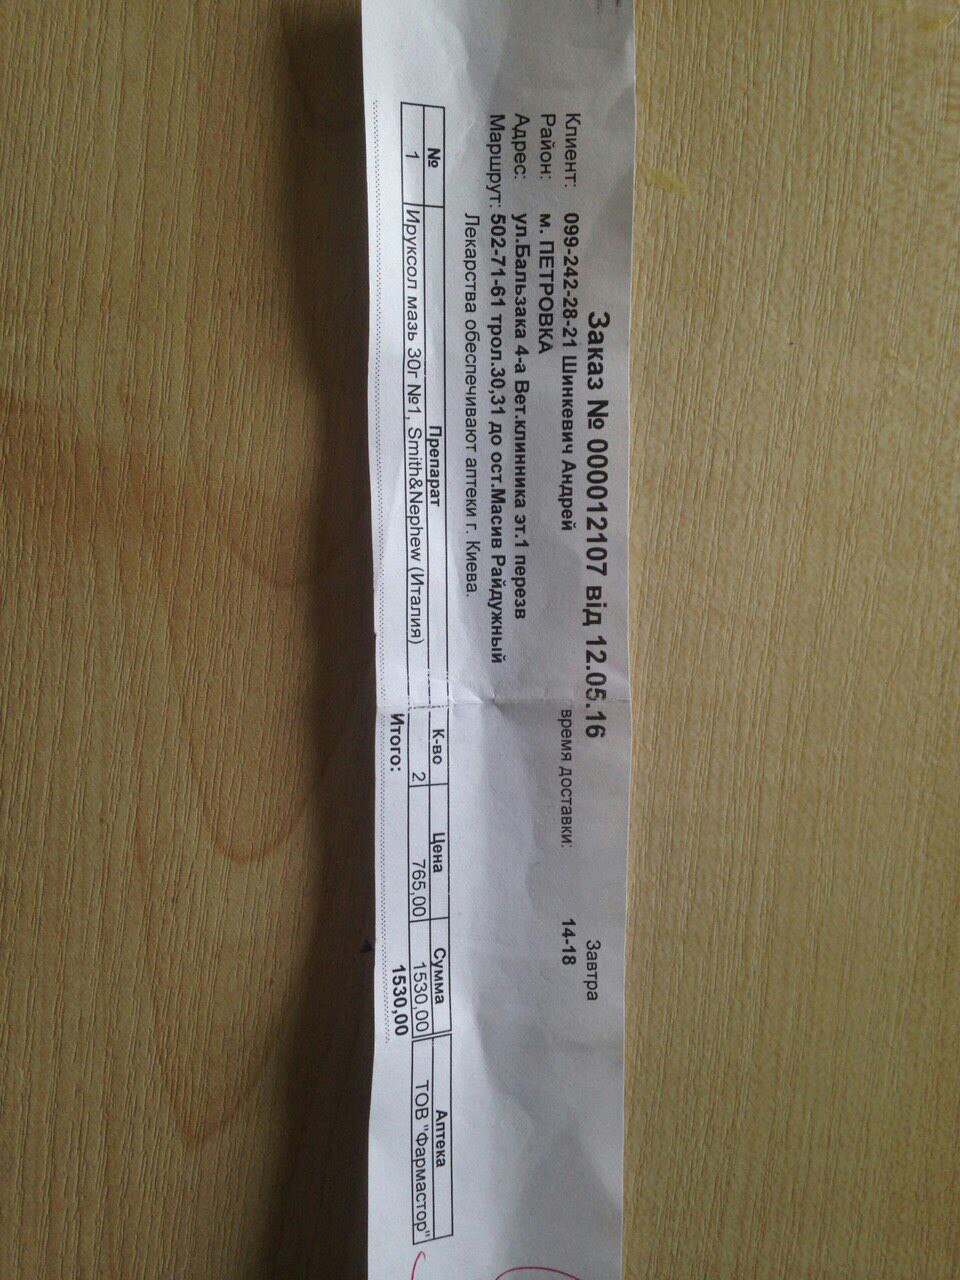 Заказ № 000012107 від 12.05.16 Завтра
Клиент: 099-242-28-21 Шинкевич Андрей время доставки: 14-18
Район: м. ПЕТРОВКА
Адрес: ул.Бальзака 4-а Вет.клинника эт.1 перезв
Маршрут: 502-71-61 трол.30,31 до ост.Масив Райдужный
Лекарства обеспечивают аптеки г. Киева.
№ Препарат К-во Цена Сумма Аптека
1 Ируксол мазь 30г №1, Smith&Nephew (Италия) 2 765,00 1530,00 ТОВ "Фармастор"
Итого: 1530,00